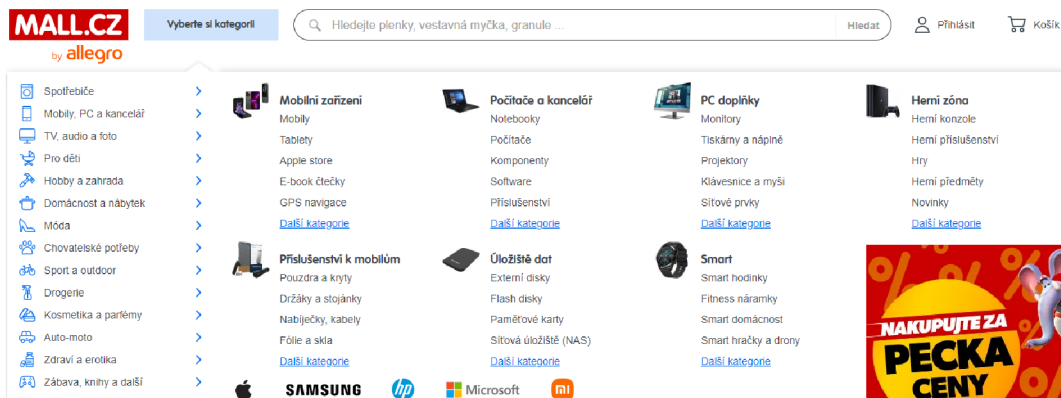 MALL.CZ
by allegro
Vyberte si kategorii
Hledejte plenky, vestavná myčka, granule ...
Hledat
Přihlásit
Košík
Spotřebiče
Mobily, PC a kancelář
TV, audio a foto
Pro děti
Hobby a zahrada
Domácnost a nábytek
Móda
Chovatelské potřeby
Sport a outdoor
Drogerie
Kosmetika a parfémy
Auto-moto
Zdraví a erotika
Zábava, knihy a další
Mobilní zařízení
Mobily
Tablety
Apple store
E-book čtečky
GPS navigace
Další kategorie
Počítače a kancelář
Notebooky
Počítače
Komponenty
Software
Příslušenství
Další kategorie
PC doplňky
Monitory
Tiskárny a náplně
Projektory
Klávesnice a myši
Síťové prvky
Další kategorie
Herní zóna
Herní konzole
Herní příslušenství
Hry
Herní předměty
Novinky
Další kategorie
Příslušenství k mobilům
Pouzdra a kryty
Držáky a stojánky
Nabíječky, kabely
Fólie a skla
Další kategorie
Úložiště dat
Externí disky
Flash disky
Paměťové karty
Síťová úložiště (NAS)
Další kategorie
Smart
Smart hodinky
Fitness náramky
Smart domácnost
Smart hračky a drony
Další kategorie
SAMSUNG
hp
Microsoft
mi
NAKUPUJTE ZA
PECKA
CENY